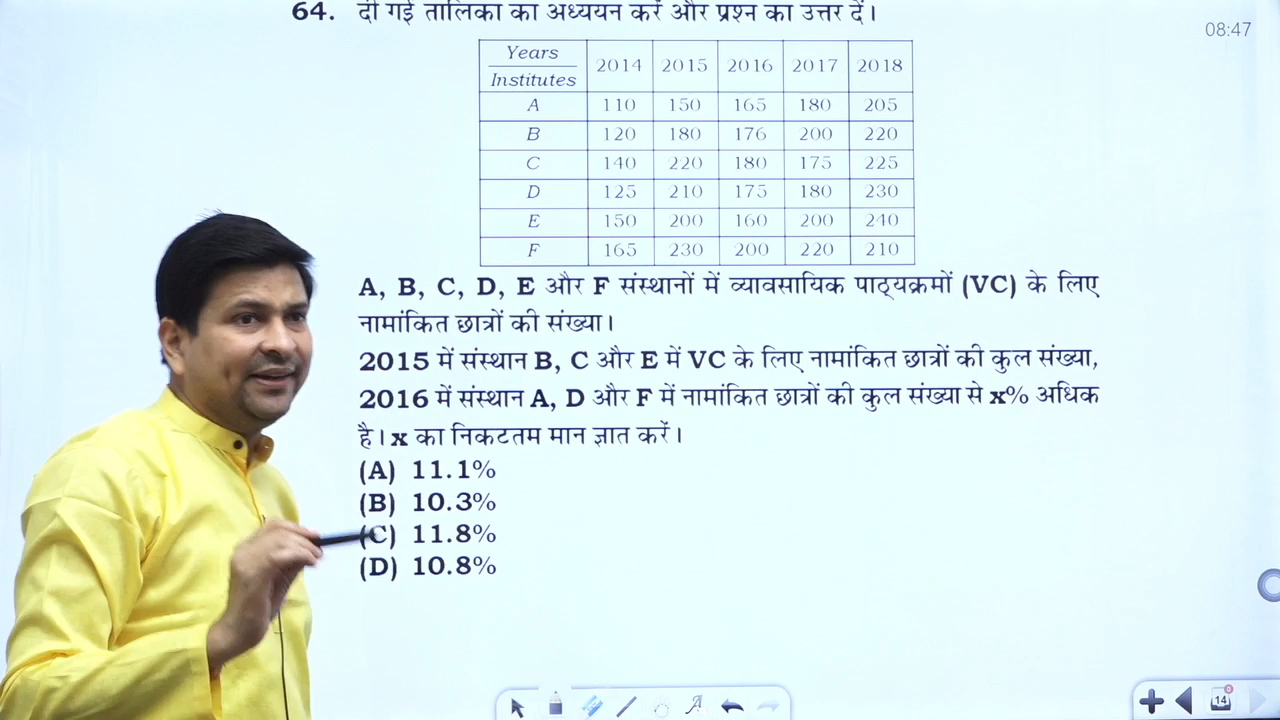 64. दी गई तालिका का अध्ययन करें और प्रश्न का उत्तर दें।
08:47
Years
Institutes
2014 2015 2016 2017 2018
A 110 150 165 180 205
B 120 180 176 200 220
C 140 220 180 175 225
D 125 210 175 180 230
E 150 200 160 200 240
F 165 230 200 220 210
A, B, C, D, E और F संस्थानों में व्यावसायिक पाठ्यक्रमों (VC) के लिए
नामांकित छात्रों की संख्या।
2015 में संस्थान B, C और E में VC के लिए नामांकित छात्रों की कुल संख्या,
2016 में संस्थान A, D और F में नामांकित छात्रों की कुल संख्या से x% अधिक
है। x का निकटतम मान ज्ञात करें।
(A) 11.1%
(B) 10.3%
(C) 11.8%
(D) 10.8%
14